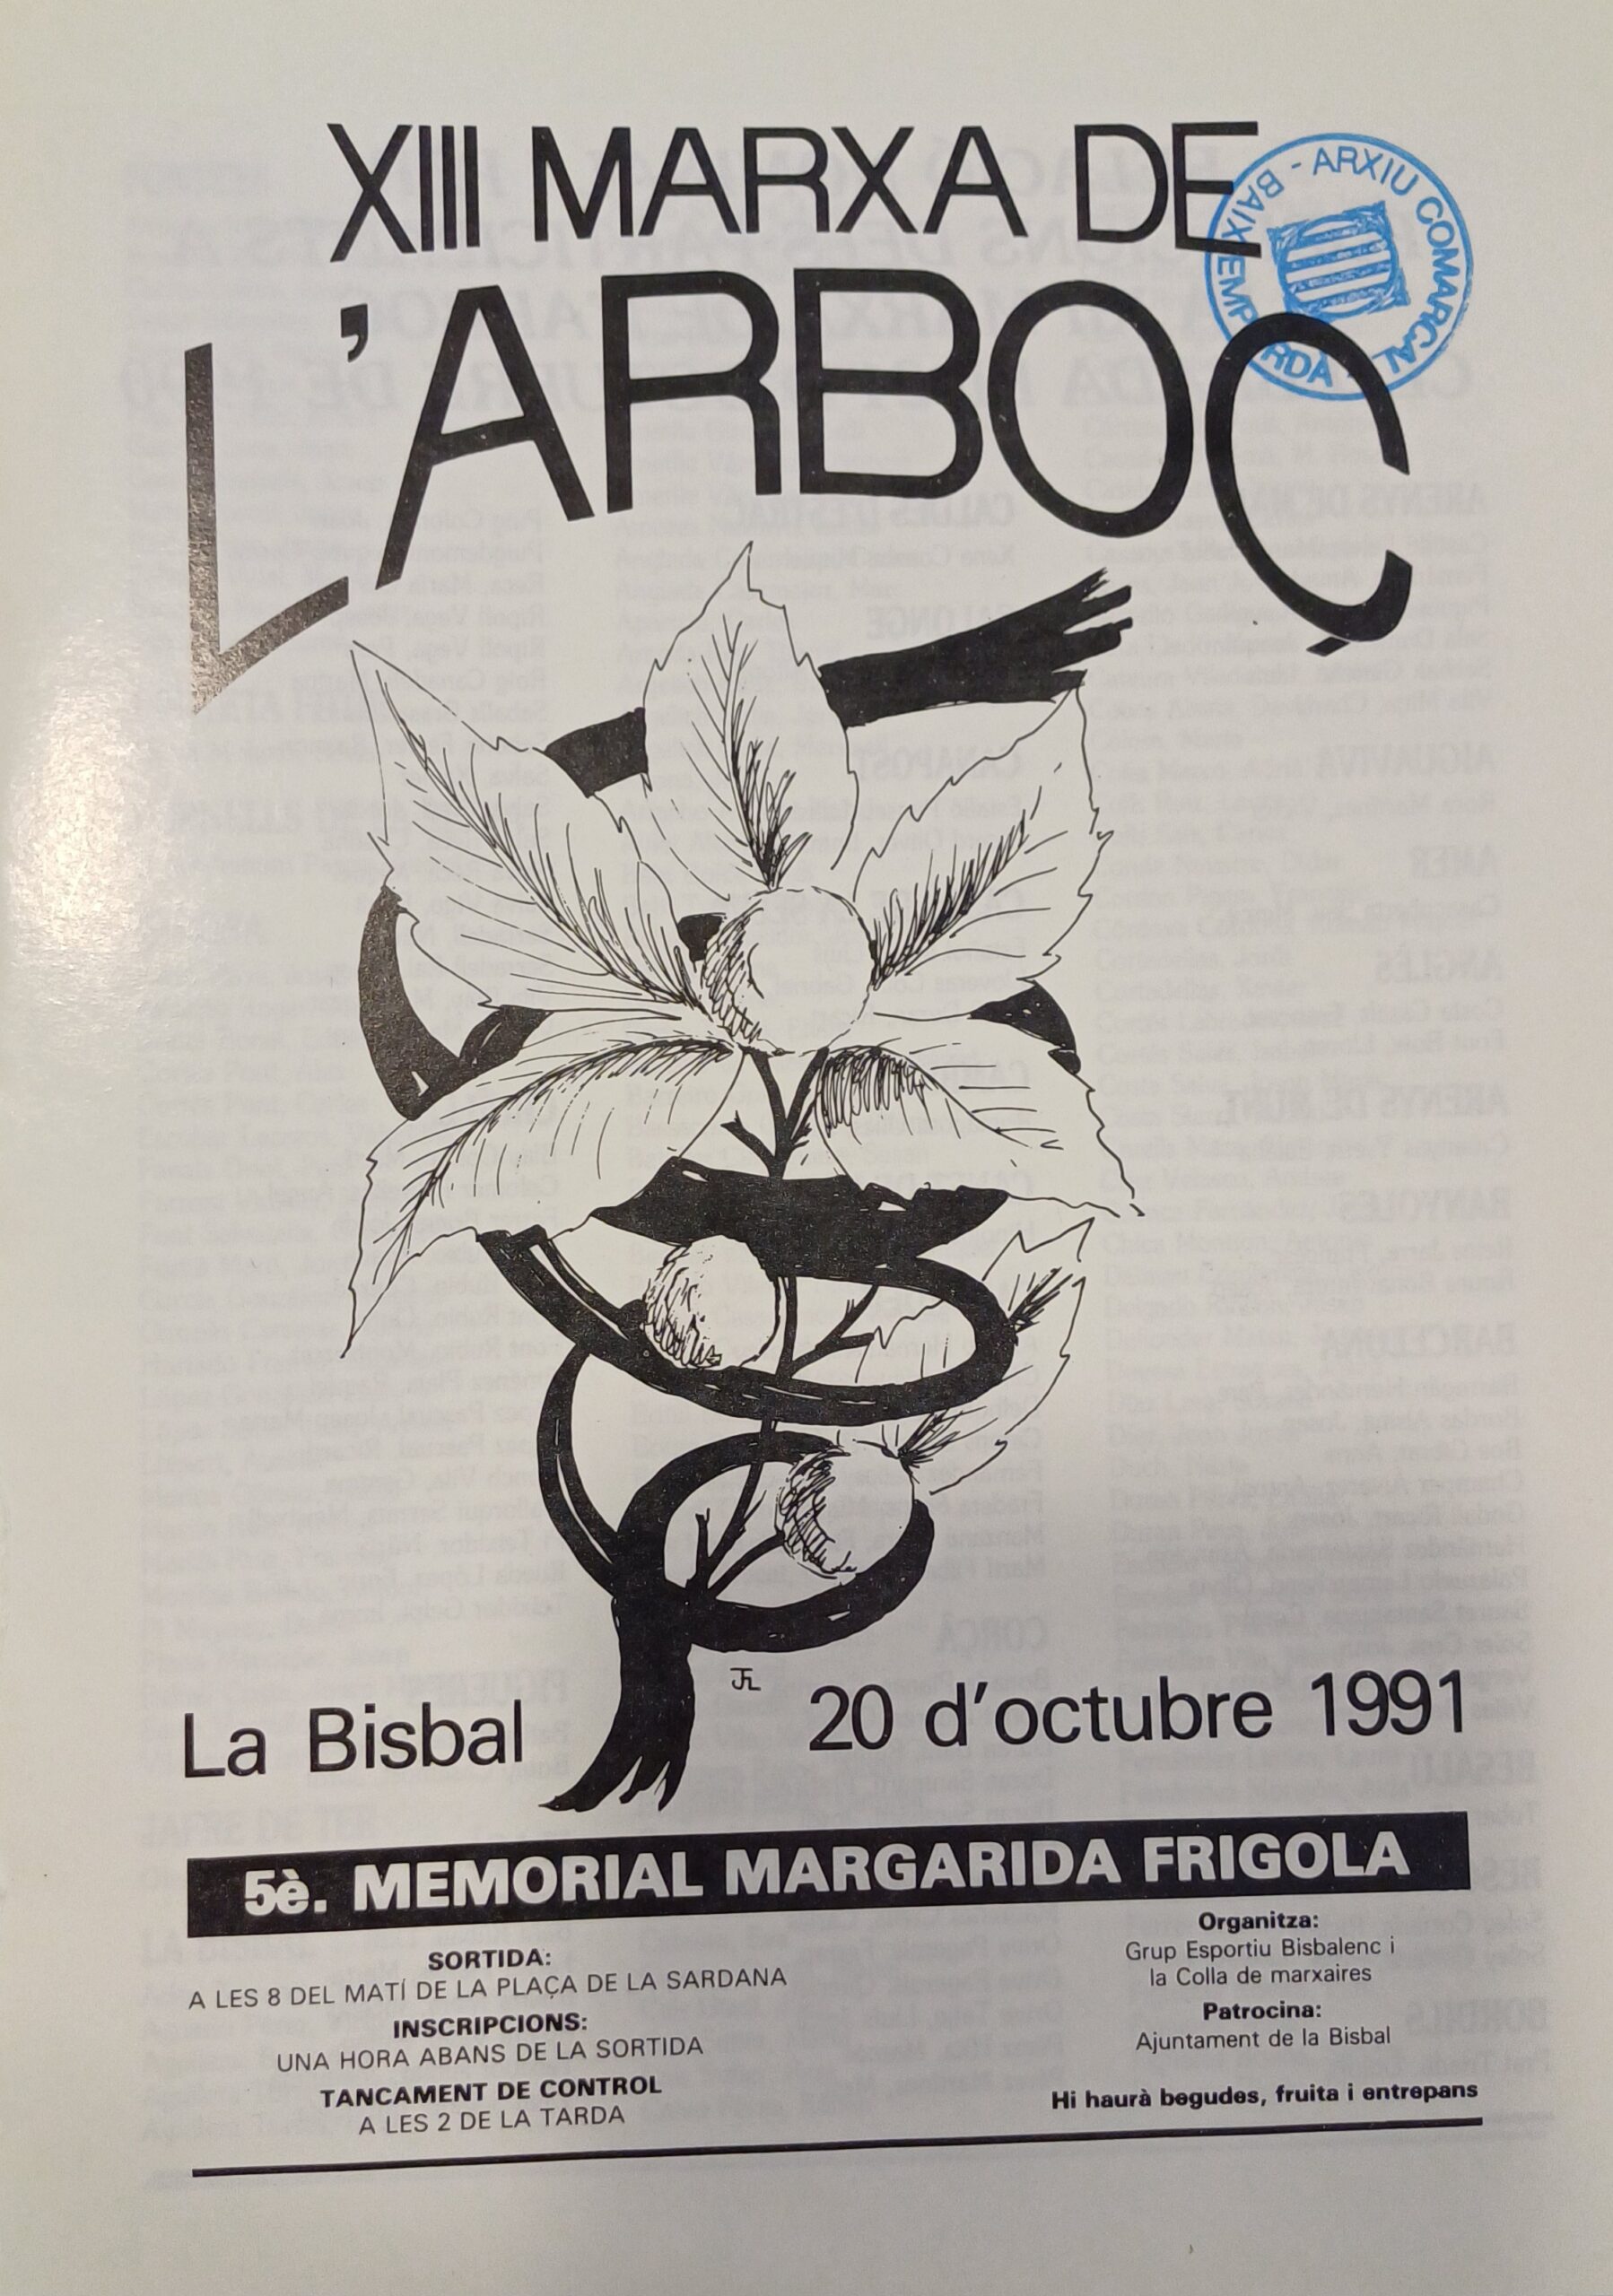 XIII MARXA DE
L'ARBOÇ
ARXIU COMARCAL - BAIX EMPORDÀ -
JL
La Bisbal 20 d'octubre 1991
5è. MEMORIAL MARGARIDA FRIGOLA
SORTIDA:
A LES 8 DEL MATÍ DE LA PLAÇA DE LA SARDANA
INSCRIPCIONS:
UNA HORA ABANS DE LA SORTIDA
TANCAMENT DE CONTROL
A LES 2 DE LA TARDA
Organitza:
Grup Esportiu Bisbalenc i
la Colla de marxaires
Patrocina:
Ajuntament de la Bisbal
Hi haurà begudes, fruita i entrepans